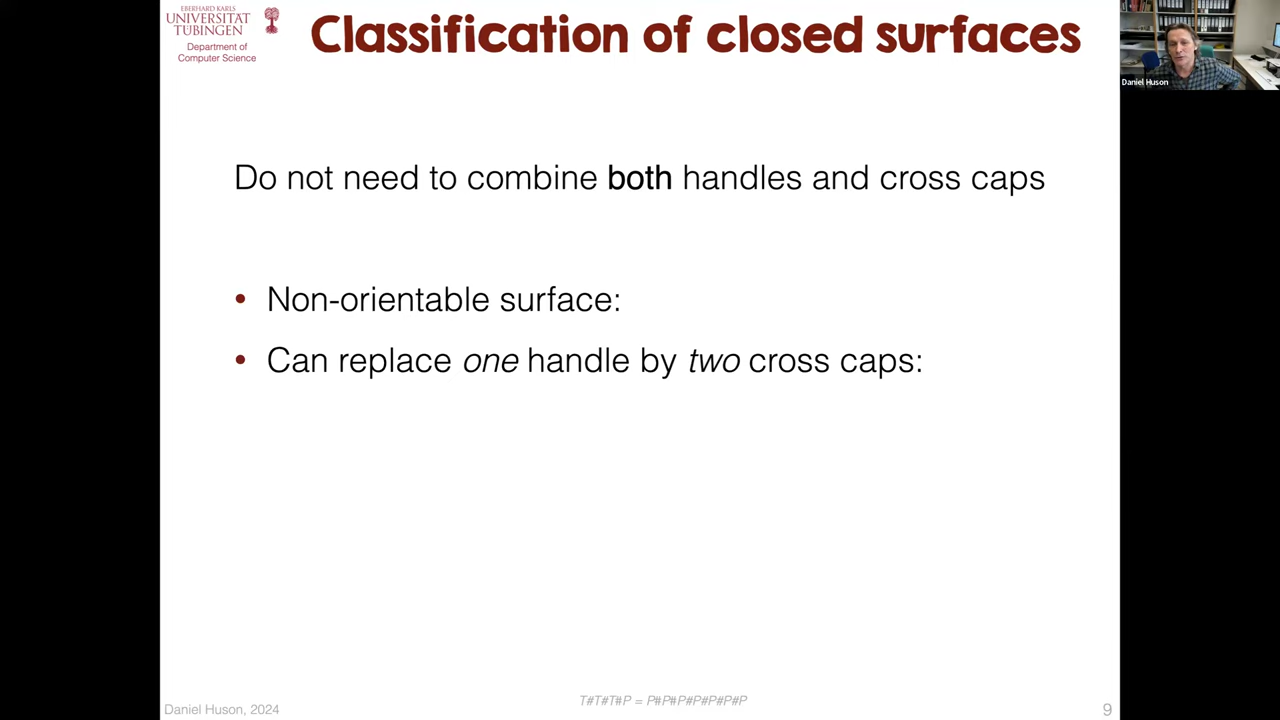 EBERHARD KARLS
UNIVERSITÄT
TÜBINGEN
Department of
Computer Science
Classification of closed surfaces
Daniel Huson
Do not need to combine both handles and cross caps
• Non-orientable surface:
• Can replace one handle by two cross caps:
Daniel Huson, 2024
T#T#T#P = P#P#P#P#P#P#P
9